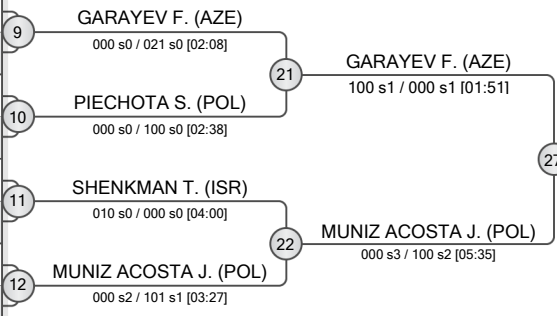 9
GARAYEV F. (AZE)
000 s0 / 021 s0 [02:08]
21
GARAYEV F. (AZE)
100 s1 / 000 s1 [01:51]
10
PIECHOTA S. (POL)
000 s0 / 100 s0 [02:38]
27
11
SHENKMAN T. (ISR)
010 s0 / 000 s0 [04:00]
22
MUNIZ ACOSTA J. (POL)
000 s3 / 100 s2 [05:35]
12
MUNIZ ACOSTA J. (POL)
000 s2 / 101 s1 [03:27]